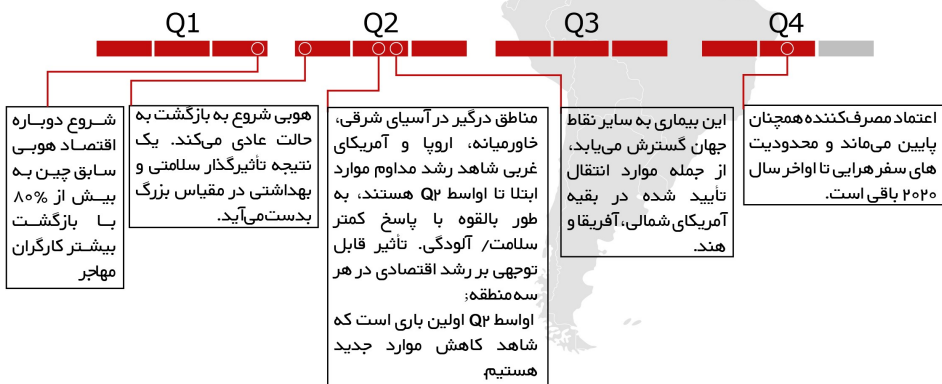 Q1
Q2
Q3
Q4
شروع دوباره
اقتصاد هوبی
سابق چین به
بیش از %۸۰
با بازگشت
بیشتر کارگران
مهاجر
هوبی شروع به بازگشت به
حالت عادی می‌کند. یک
نتیجه تأثیرگذار سلامتی و
بهداشتی در مقیاس بزرگ
بدست‌می‌آید.
مناطق درگیر در آسیای شرقی،
خاورمیانه، اروپا و آمریکای
غربی شاهد رشد مداوم موارد
ابتلا تا اواسط Q۲ هستند، به
طور بالقوه با پاسخ کمتر
سلامت/ آلودگی. تأثیر قابل
توجهی بر رشد اقتصادی در هر
سه منطقه;
اواسط Q۲ اولین باری است که
شاهد کاهش موارد جدید
هستیم.
این بیماری به سایر نقاط
جهان گسترش می‌یابد،
از جمله موارد انتقال
تأیید شده در بقیه
آمریکای شمالی، آفریقا و
هند.
اعتماد مصرف‌کننده همچنان
پایین می‌ماند و محدودیت
های سفر هرایی تا اواخر سال
۲۰۲۰ باقی است.